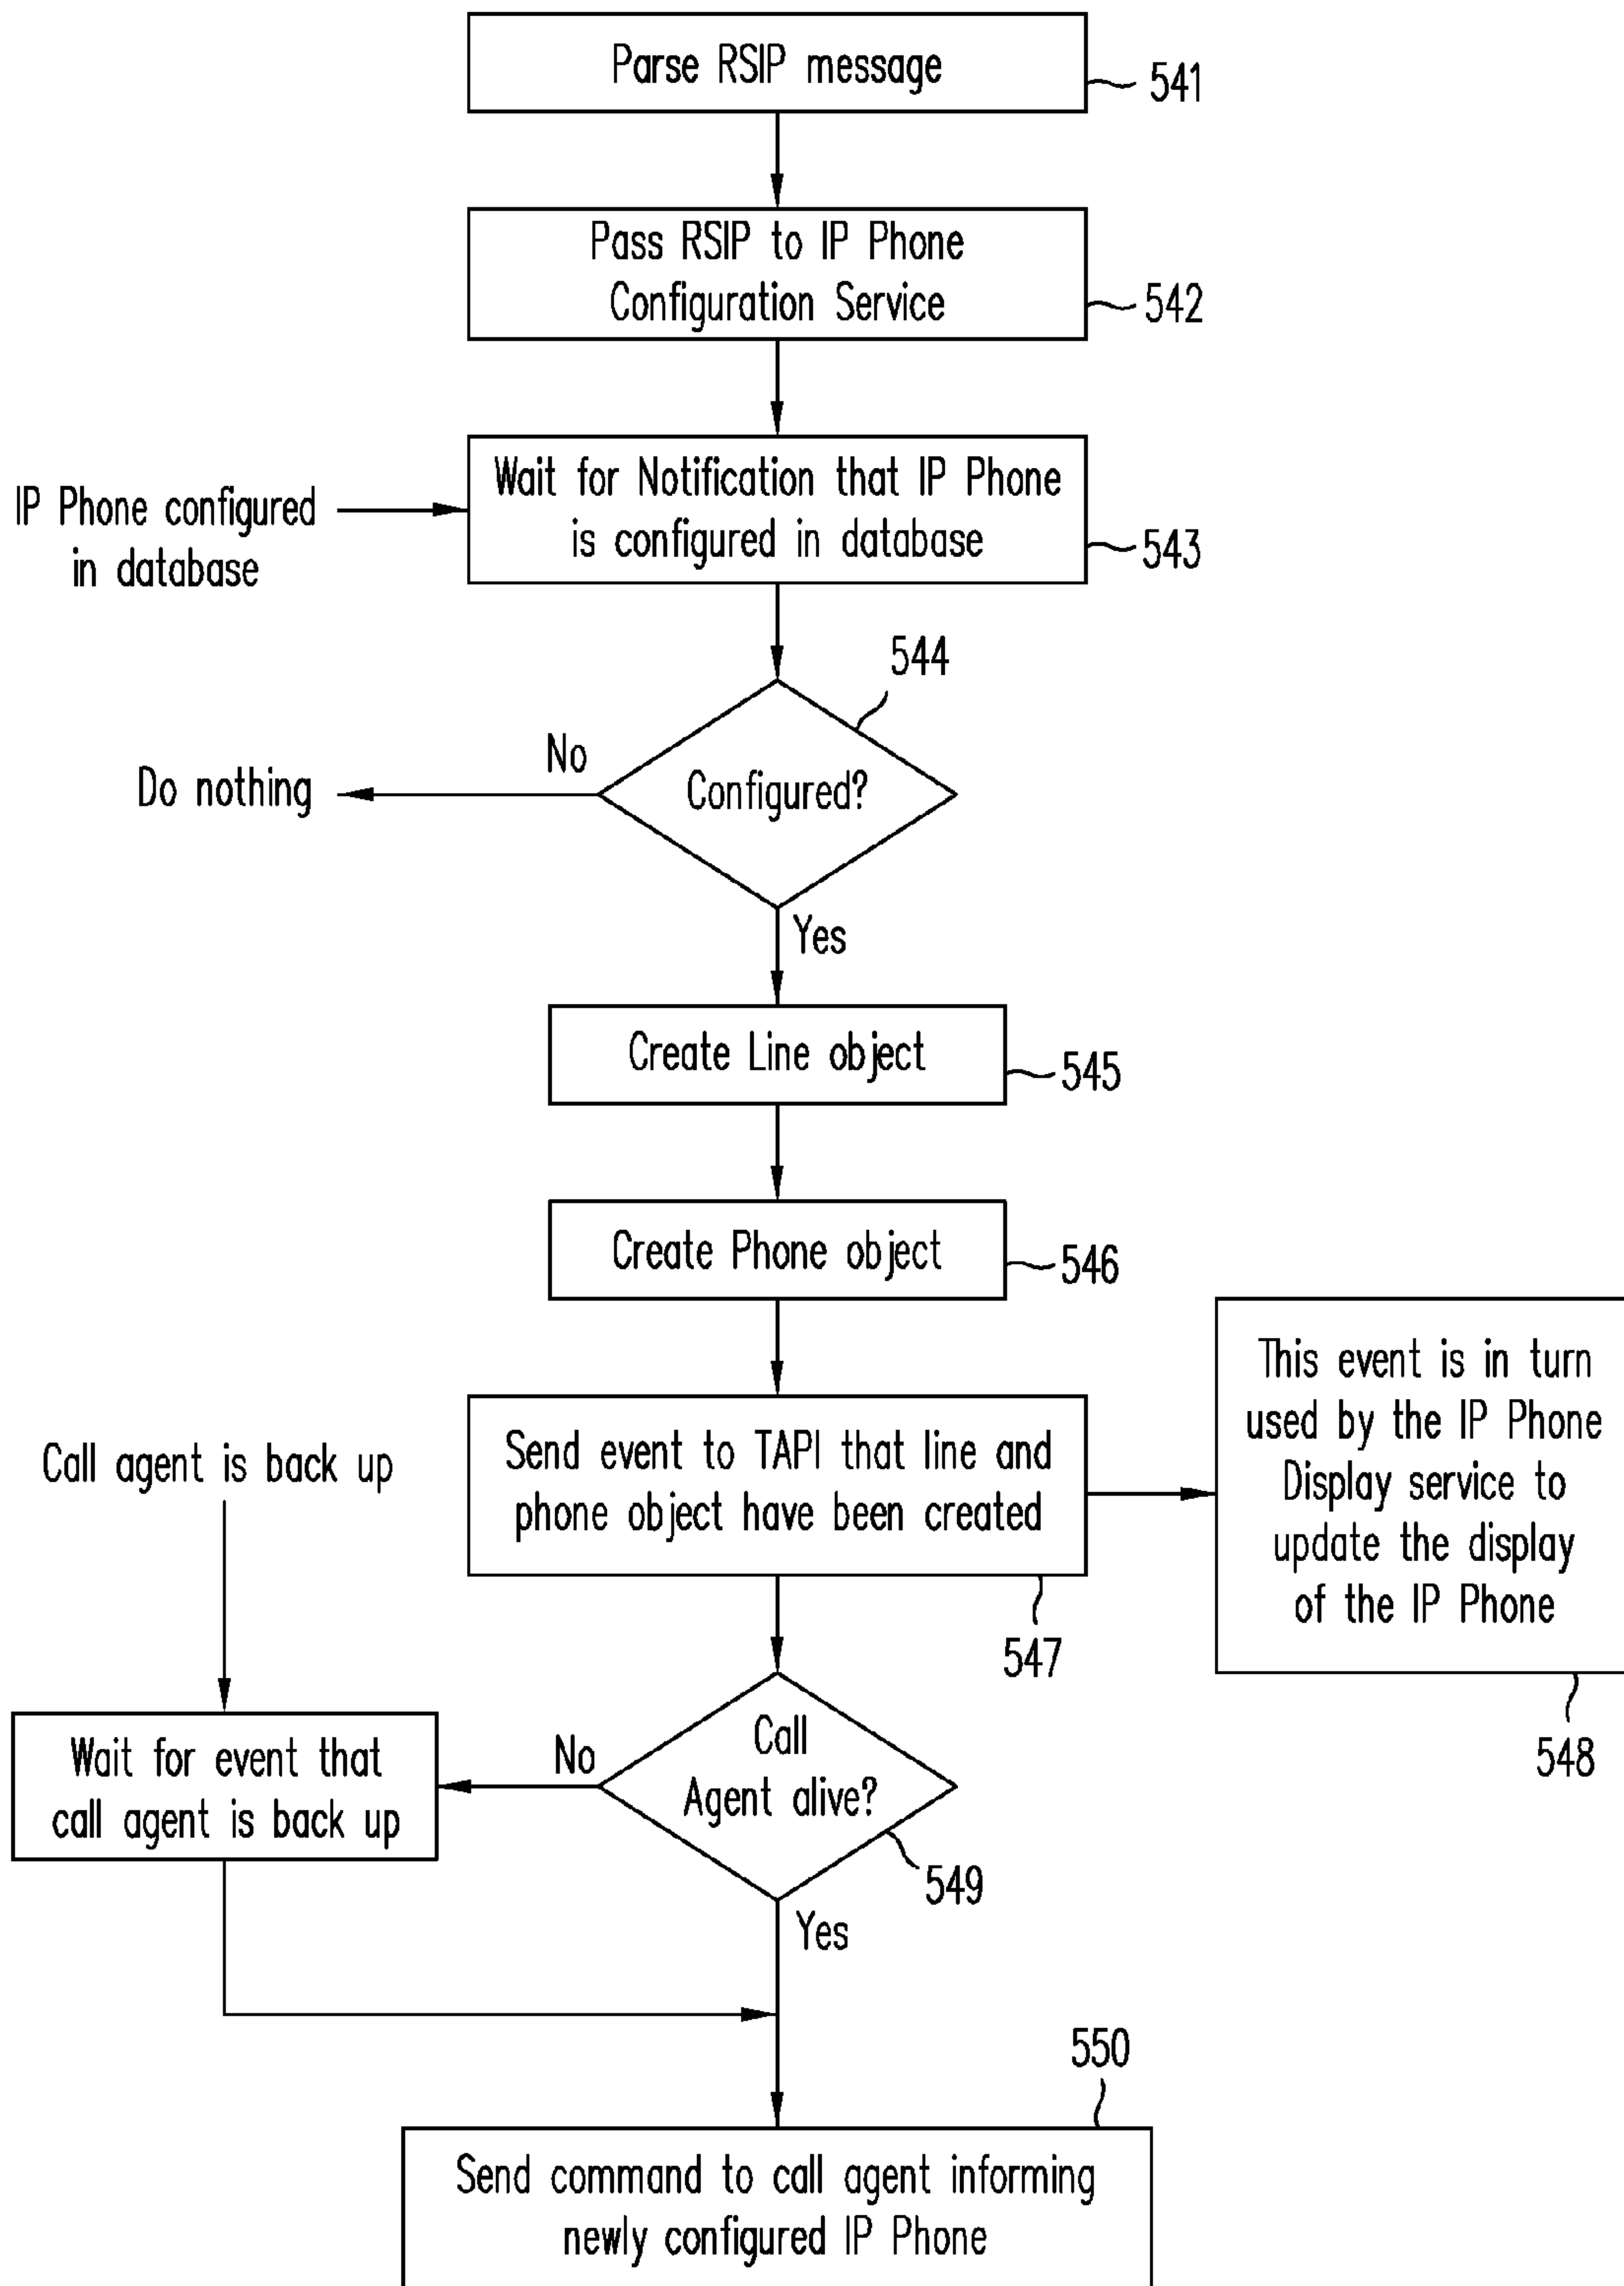 Parse RSIP message
541
Pass RSIP to IP Phone
Configuration Service
542
IP Phone configured
in database
Wait for Notification that IP Phone
is configured in database
543
544
Configured?
No
Do nothing
Yes
Create Line object
545
Create Phone object
546
Send event to TAPI that line and
phone object have been created
547
This event is in turn
used by the IP Phone
Display service to
update the display
of the IP Phone
548
Call agent is back up
Wait for event that
call agent is back up
No
Call
Agent alive?
549
Yes
550
Send command to call agent informing
newly configured IP Phone